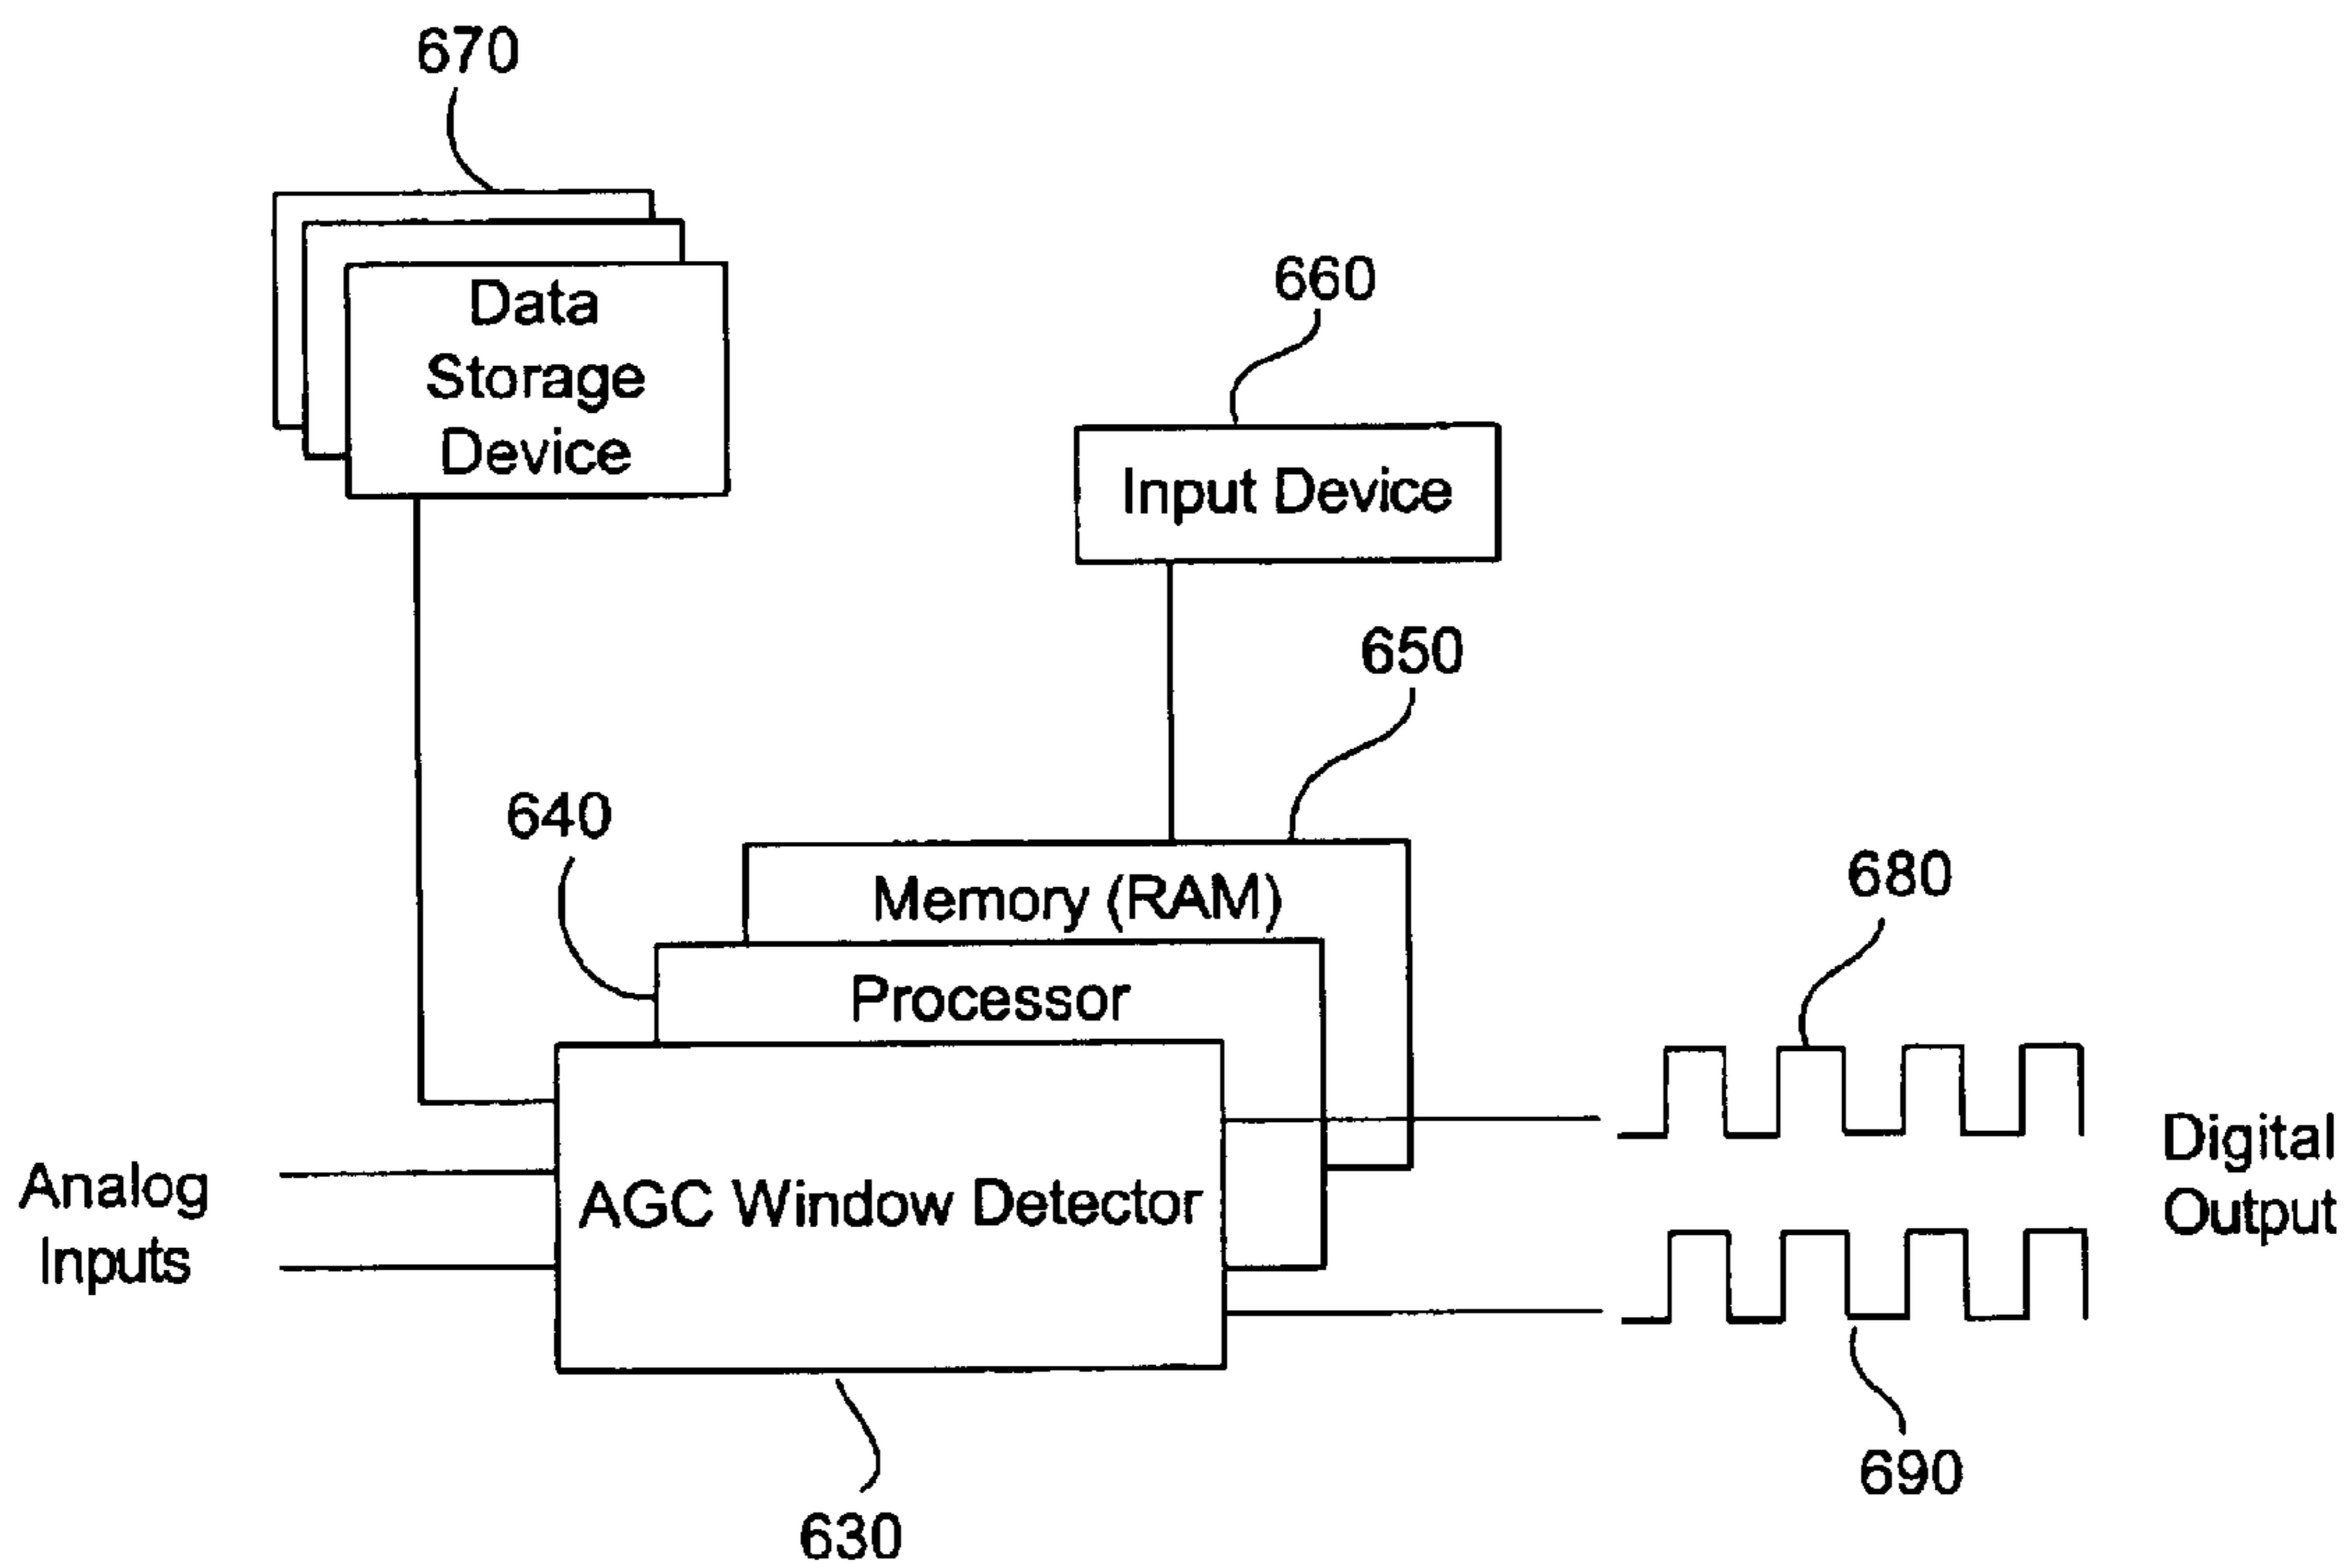 670
Data
Storage
Device
660
Input Device
650
640
Memory (RAM)
680
Processor
Analog
Inputs
AGC Window Detector
Digital
Output
690
630